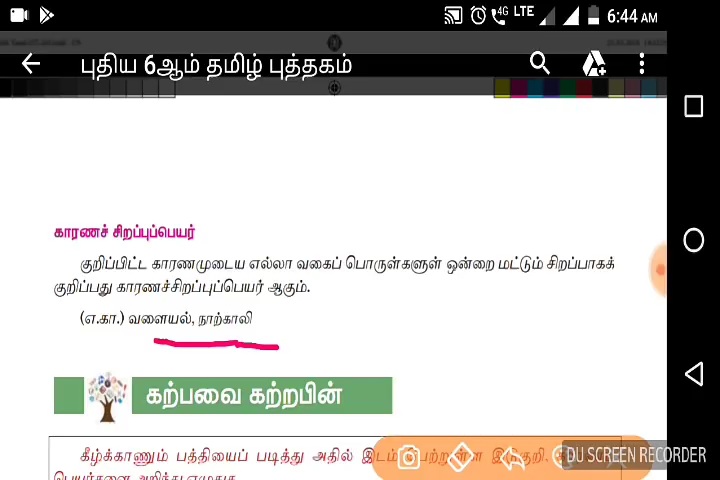 4G LTE 6:44 AM
புதிய 6ஆம் தமிழ் புத்தகம்
காரணச் சிறப்புப்பெயர்
குறிப்பிட்ட காரணமுடைய எல்லா வகைப் பொருள்களுள் ஒன்றை மட்டும் சிறப்பாகக்
குறிப்பது காரணச்சிறப்புப்பெயர் ஆகும்.
(எ.கா.) வளையல், நாற்காலி
கற்பவை கற்றபின்
கீழ்க்காணும் பத்தியைப் படித்து அதில் இடம்
DU SCREEN RECORDER